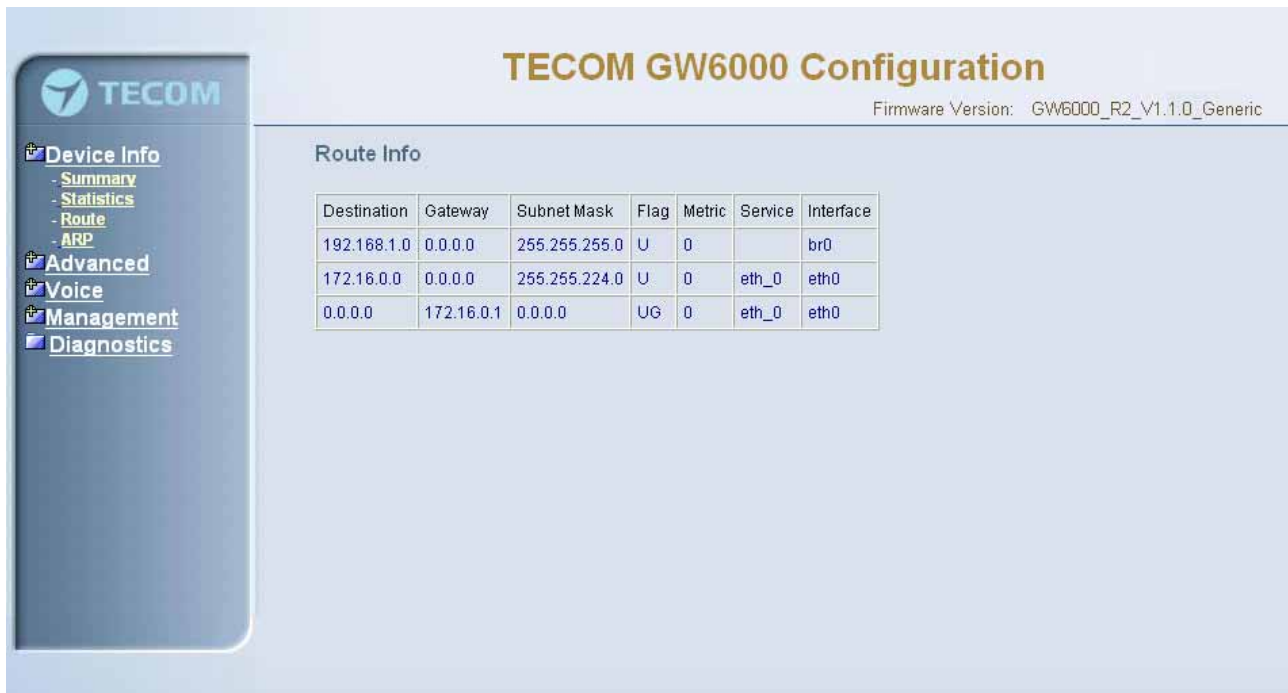 TECOM
TECOM GW6000 Configuration
Firmware Version: GW6000_R2_V1.1.0_Generic
Device Info
- Summary
- Statistics
- Route
- ARP
Advanced
Voice
Management
Diagnostics
Route Info
Destination Gateway Subnet Mask Flag Metric Service Interface
192.168.1.0 0.0.0.0 255.255.255.0 U 0 br0
172.16.0.0 0.0.0.0 255.255.224.0 U 0 eth_0 eth0
0.0.0.0 172.16.0.1 0.0.0.0 UG 0 eth_0 eth0